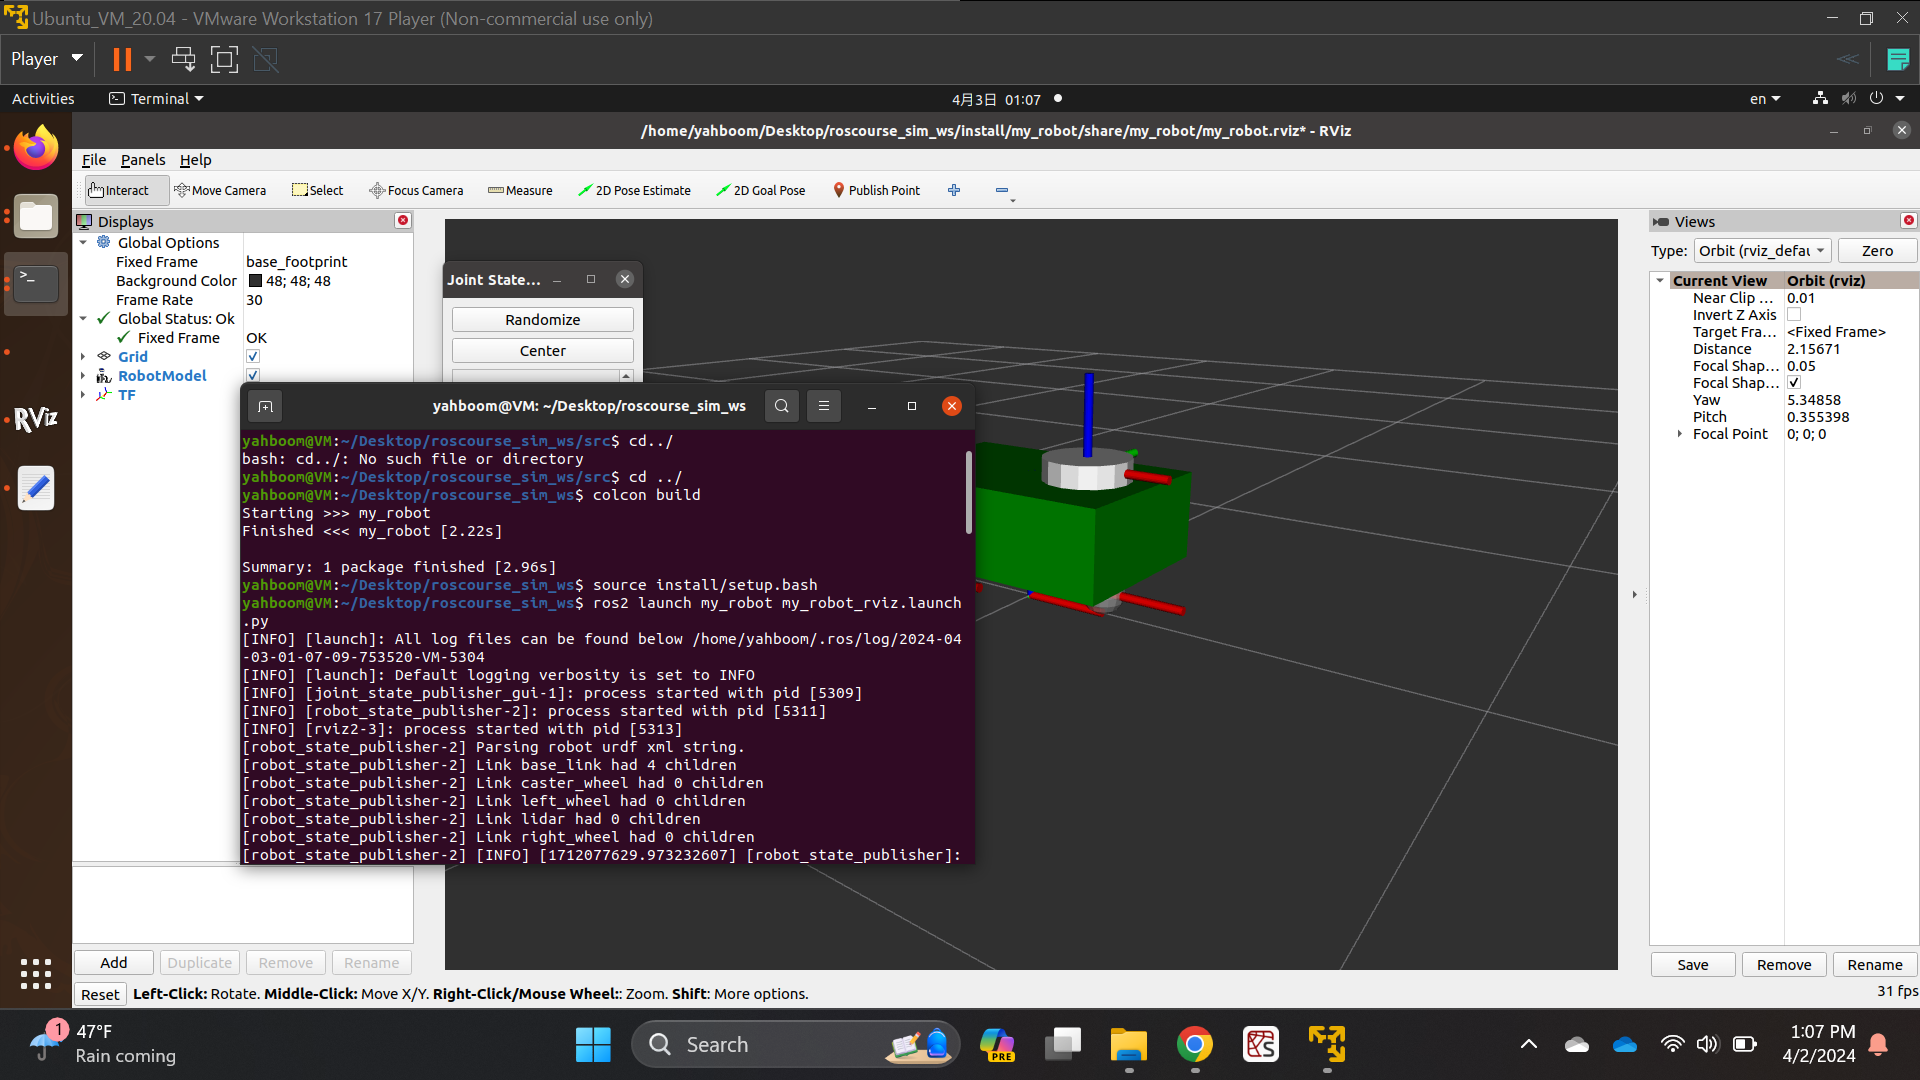 Ubuntu_VM_20.04 - VMware Workstation 17 Player (Non-commercial use only)
Player
Activities
Terminal
4月3日 01:07
en
/home/yahboom/Desktop/roscourse_sim_ws/install/my_robot/share/my_robot/my_robot.rviz* - RViz
File Panels Help
Interact Move Camera Select Focus Camera Measure 2D Pose Estimate 2D Goal Pose Publish Point
Displays
Global Options
Fixed Frame base_footprint
Background Color 48; 48; 48
Frame Rate 30
Global Status: Ok
Fixed Frame OK
Grid
RobotModel
TF
Joint State...
Randomize
Center
yahboom@VM: ~/Desktop/roscourse_sim_ws
yahboom@VM:~/Desktop/roscourse_sim_ws/src$ cd../
bash: cd../: No such file or directory
yahboom@VM:~/Desktop/roscourse_sim_ws/src$ cd ../
yahboom@VM:~/Desktop/roscourse_sim_ws$ colcon build
Starting >>> my_robot
Finished <<< my_robot [2.22s]
Summary: 1 package finished [2.96s]
yahboom@VM:~/Desktop/roscourse_sim_ws$ source install/setup.bash
yahboom@VM:~/Desktop/roscourse_sim_ws$ ros2 launch my_robot my_robot_rviz.launch
.py
[INFO] [launch]: All log files can be found below /home/yahboom/.ros/log/2024-04
-03-01-07-09-753520-VM-5304
[INFO] [launch]: Default logging verbosity is set to INFO
[INFO] [joint_state_publisher_gui-1]: process started with pid [5309]
[INFO] [robot_state_publisher-2]: process started with pid [5311]
[INFO] [rviz2-3]: process started with pid [5313]
[robot_state_publisher-2] Parsing robot urdf xml string.
[robot_state_publisher-2] Link base_link had 4 children
[robot_state_publisher-2] Link caster_wheel had 0 children
[robot_state_publisher-2] Link left_wheel had 0 children
[robot_state_publisher-2] Link lidar had 0 children
[robot_state_publisher-2] Link right_wheel had 0 children
[robot_state_publisher-2] [INFO] [1712077629.973232607] [robot_state_publisher]:
Views
Type: Orbit (rviz_defau Zero
Current View Orbit (rviz)
Near Clip ... 0.01
Invert Z Axis
Target Fra... <Fixed Frame>
Distance 2.15671
Focal Shap... 0.05
Focal Shap...
Yaw 5.34858
Pitch 0.355398
Focal Point 0; 0; 0
RViz
Add Duplicate Remove Rename
Save Remove Rename
Reset Left-Click: Rotate. Middle-Click: Move X/Y. Right-Click/Mouse Wheel:: Zoom. Shift: More options.
31 fps
1
47°F
Rain coming
Search
PRE
1:07 PM
4/2/2024